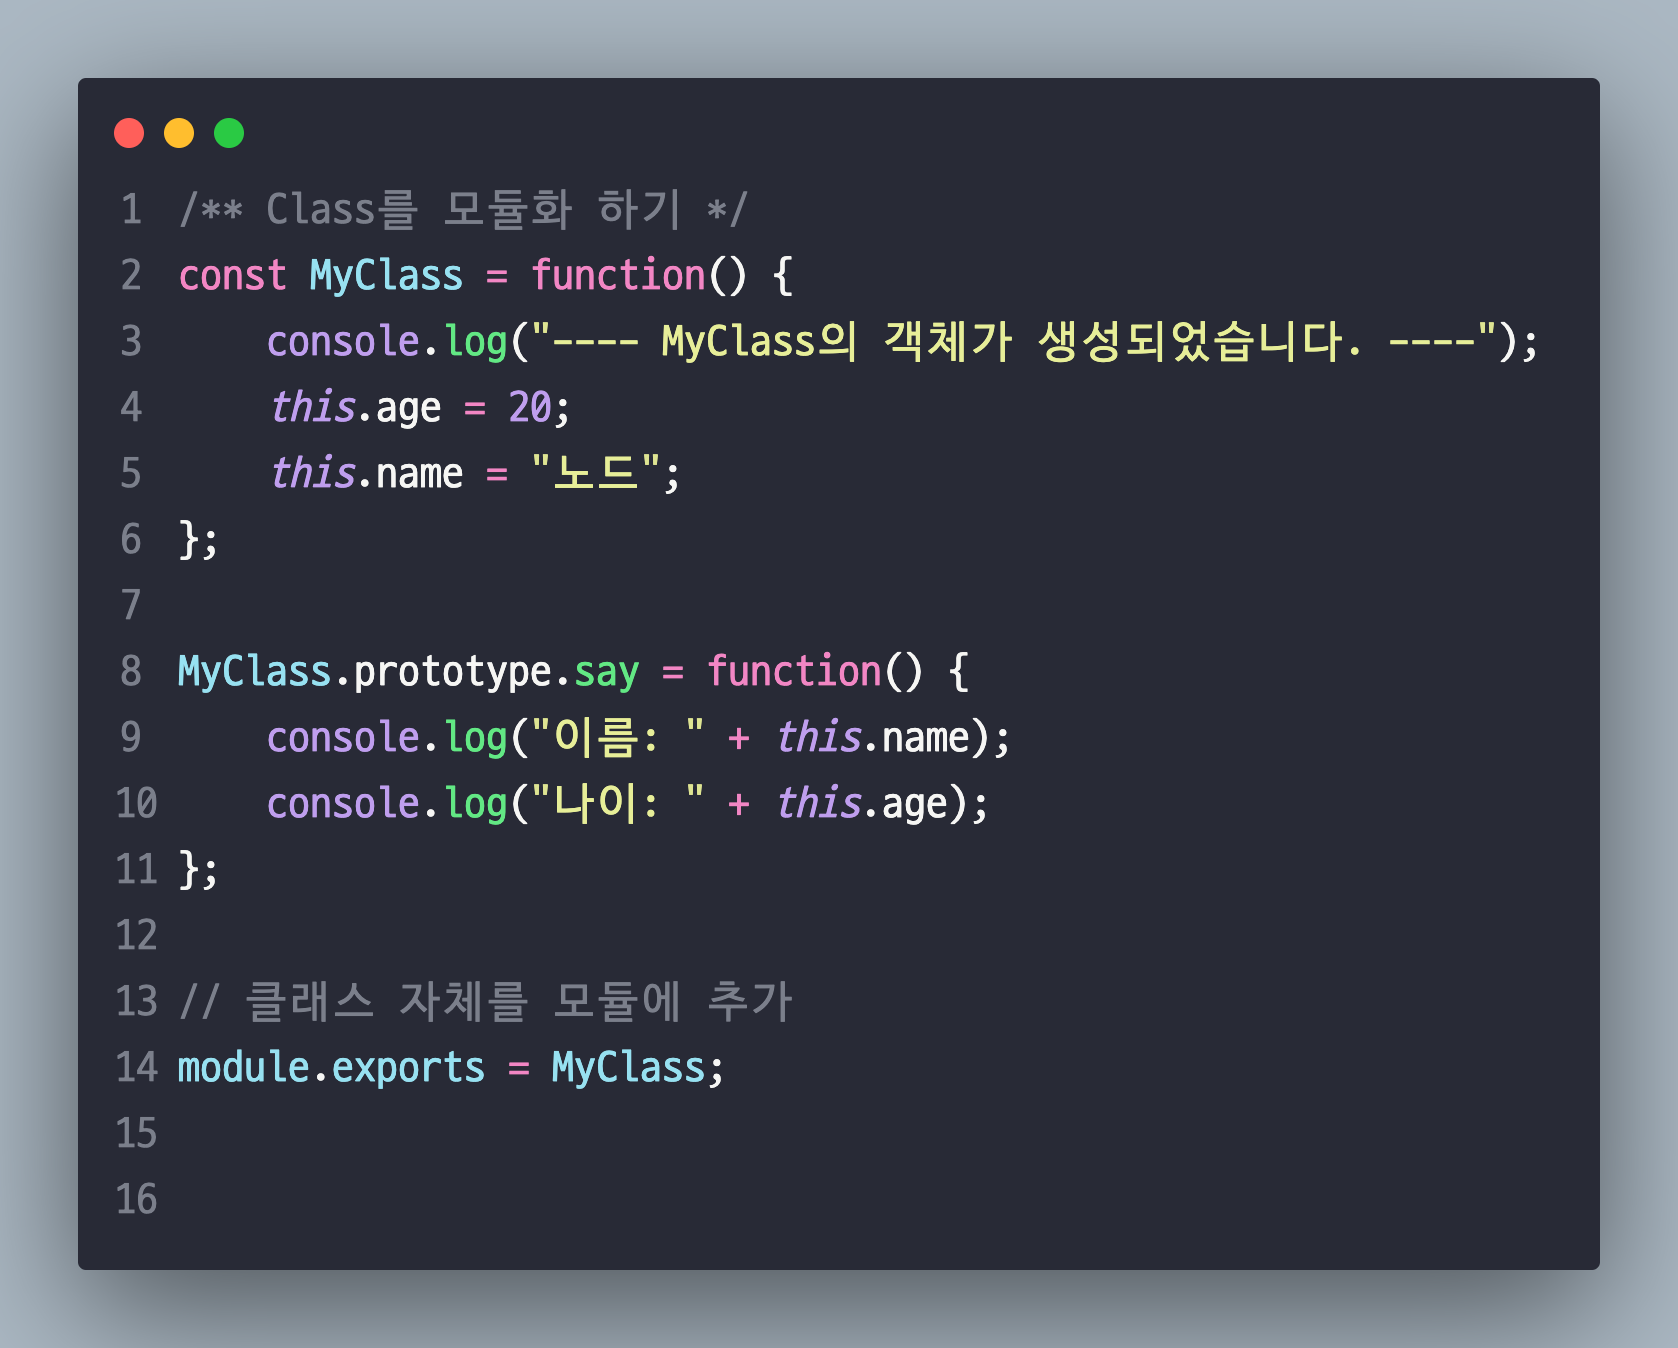 1 /** Class를 모듈화 하기 */
2 const MyClass = function() {
3     console.log("---- MyClass의 객체가 생성되었습니다. ----");
4     this.age = 20;
5     this.name = "노드";
6 };
7
8 MyClass.prototype.say = function() {
9     console.log("이름: " + this.name);
10     console.log("나이: " + this.age);
11 };
12
13 // 클래스 자체를 모듈에 추가
14 module.exports = MyClass;
15
16